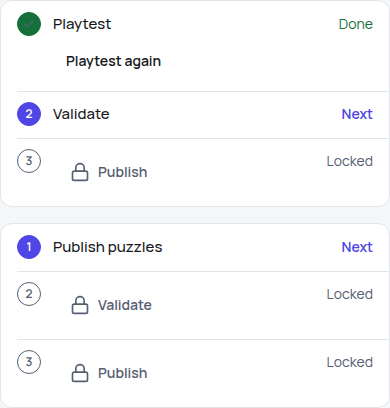 Playtest Done
Playtest again
2 Validate Next
3 Publish Locked
1 Publish puzzles Next
2 Validate Locked
3 Publish Locked